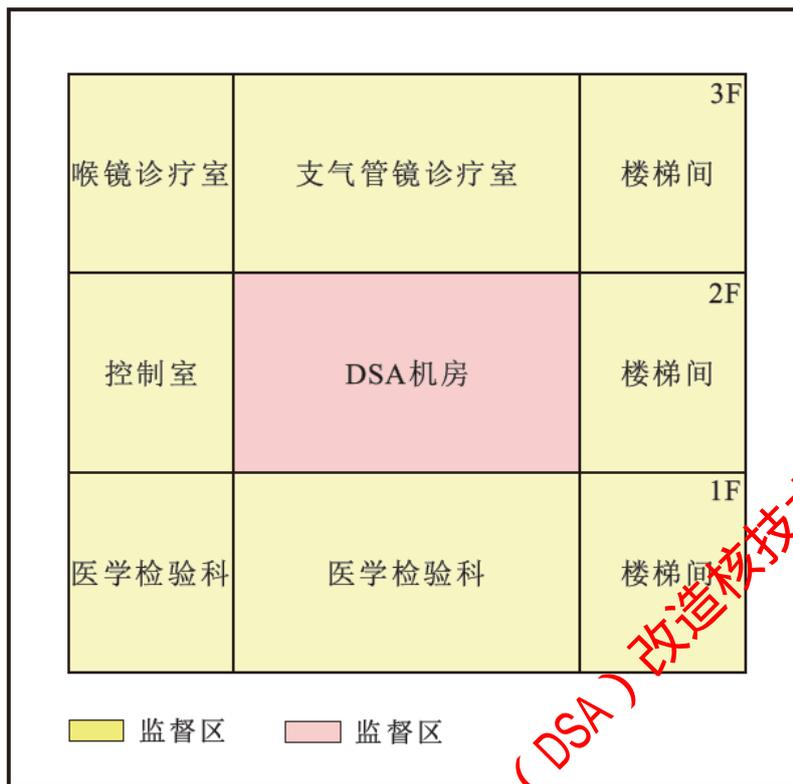 3F
喉镜诊疗室 支气管镜诊疗室 楼梯间
2F
控制室 DSA机房 楼梯间
1F
医学检验科 医学检验科 楼梯间
监督区 监督区
（DSA）改造核技